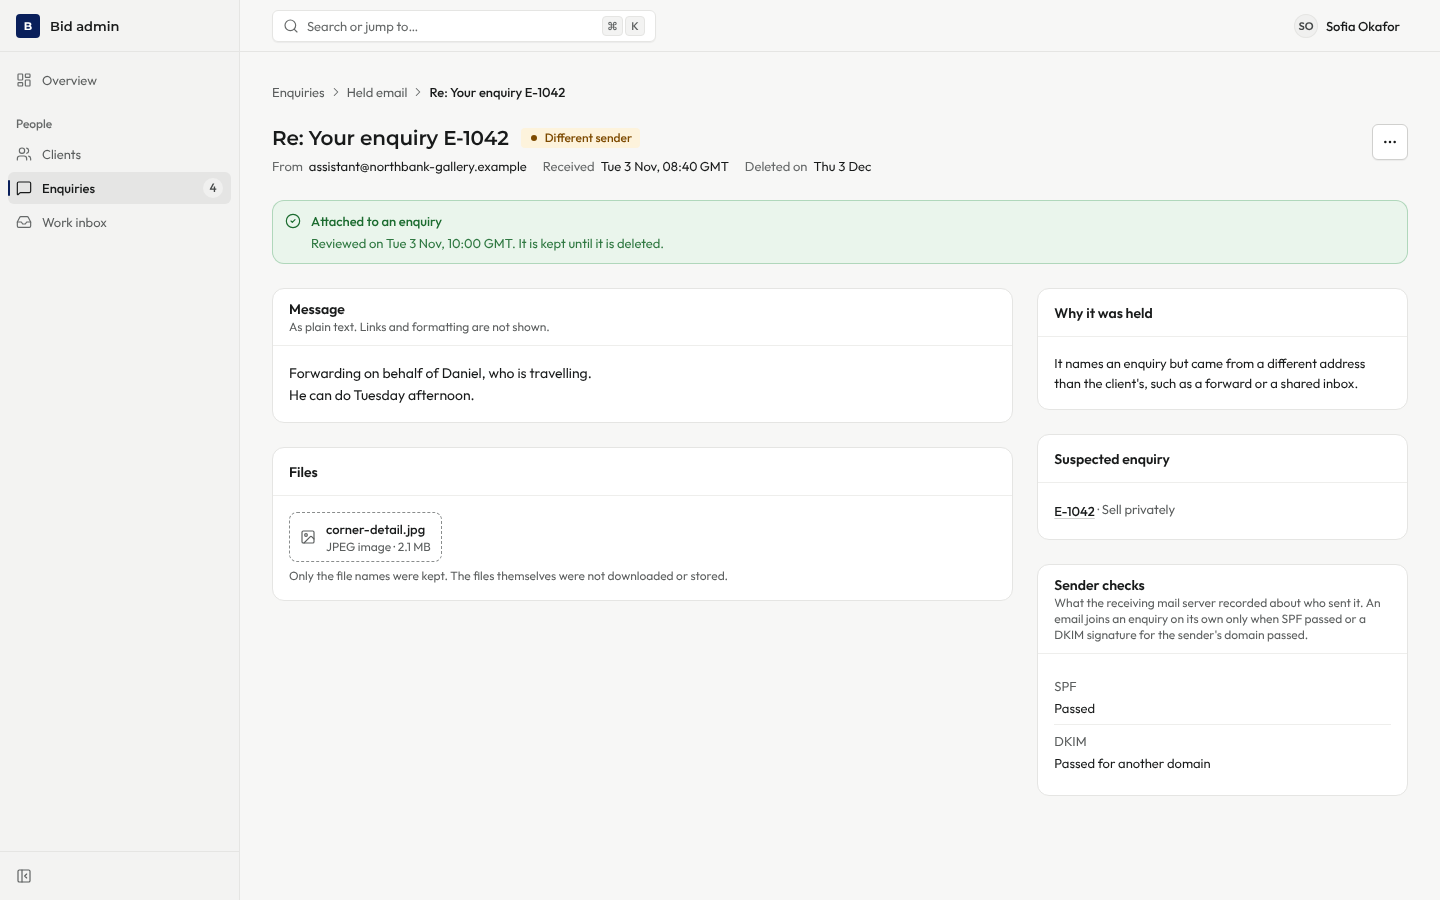 B Bid admin
Search or jump to...
⌘ K
SO Sofia Okafor
Overview
People
Clients
Enquiries 4
Work inbox
Enquiries > Held email > Re: Your enquiry E-1042
Re: Your enquiry E-1042
Different sender
From assistant@northbank-gallery.example Received Tue 3 Nov, 08:40 GMT Deleted on Thu 3 Dec
Attached to an enquiry
Reviewed on Tue 3 Nov, 10:00 GMT. It is kept until it is deleted.
Message
As plain text. Links and formatting are not shown.
Forwarding on behalf of Daniel, who is travelling.
He can do Tuesday afternoon.
Files
corner-detail.jpg
JPEG image · 2.1 MB
Only the file names were kept. The files themselves were not downloaded or stored.
Why it was held
It names an enquiry but came from a different address
than the client's, such as a forward or a shared inbox.
Suspected enquiry
E-1042 · Sell privately
Sender checks
What the receiving mail server recorded about who sent it. An
email joins an enquiry on its own only when SPF passed or a
DKIM signature for the sender's domain passed.
SPF
Passed
DKIM
Passed for another domain